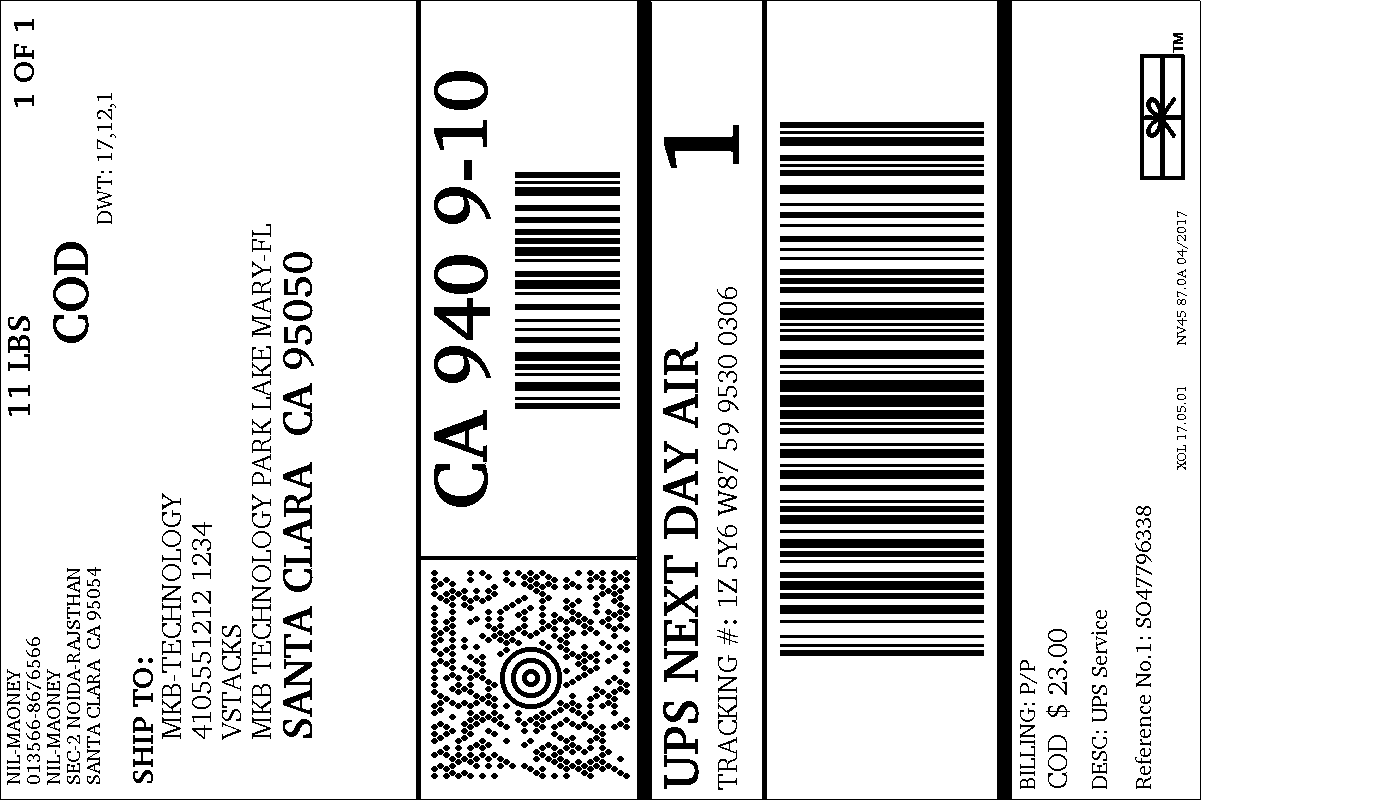 NIL-MAONEY
013566-8676566
NIL-MAONEY
SEC-2 NOIDA-RAJSTHAN
SANTA CLARA CA 95054
11 LBS
1 OF 1
COD
DWT: 17,12,1
SHIP TO:
MKB-TECHNOLOGY
4105551212 1234
VSTACKS
MKB TECHNOLOGY PARK LAKE MARY-FL
SANTA CLARA CA 95050
CA 940 9-10
UPS NEXT DAY AIR
1
TRACKING #: 1Z 5Y6 W87 59 9530 0306
BILLING: P/P
COD $ 23.00
DESC: UPS Service
Reference No.1: SO47796338
XOL 17.05.01 NV45 87.0A 04/2017
TM